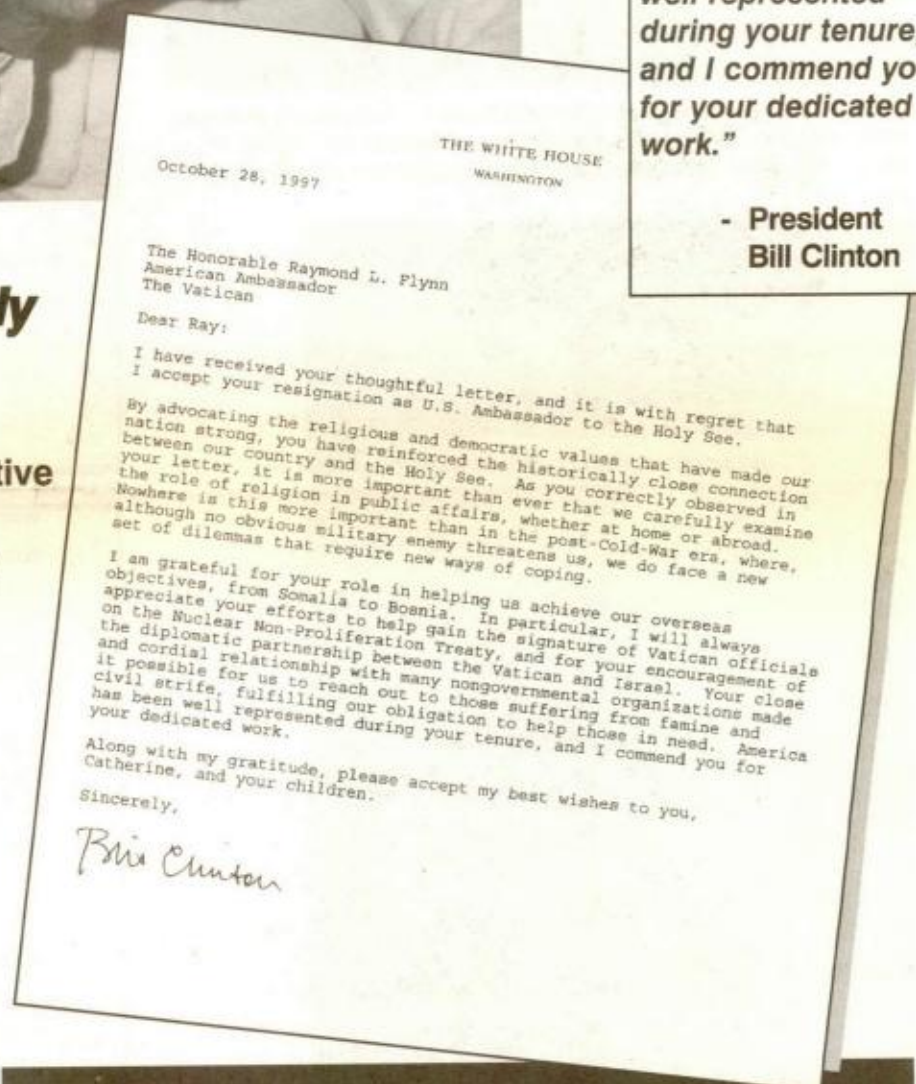 well represented
during your tenure
and I commend yo
for your dedicated
work."
- President
Bill Clinton
ly
tive
THE WHITE HOUSE
WASHINGTON
October 28, 1997
The Honorable Raymond L. Flynn
American Ambassador
The Vatican
Dear Ray:
I have received your thoughtful letter, and it is with regret that
I accept your resignation as U.S. Ambassador to the Holy See.
By advocating the religious and democratic values that have made our
nation strong, you have reinforced the historically close connection
between our country and the Holy See. As you correctly observed in
your letter, it is more important than ever that we carefully examine
the role of religion in public affairs, whether at home or abroad.
Nowhere is this more important than in the post-Cold-War era, where,
although no obvious military enemy threatens us, we do face a new
set of dilemmas that require new ways of coping.
I am grateful for your role in helping us achieve our overseas
objectives, from Somalia to Bosnia. In particular, I will always
appreciate your efforts to help gain the signature of Vatican officials
on the Nuclear Non-Proliferation Treaty, and for your encouragement of
the diplomatic partnership between the Vatican and Israel. Your close
and cordial relationship with many nongovernmental organizations made
it possible for us to reach out to those suffering from famine and
civil strife, fulfilling our obligation to help those in need. America
has been well represented during your tenure, and I commend you for
your dedicated work.
Along with my gratitude, please accept my best wishes to you,
Catherine, and your children.
Sincerely,
Bill Clinton